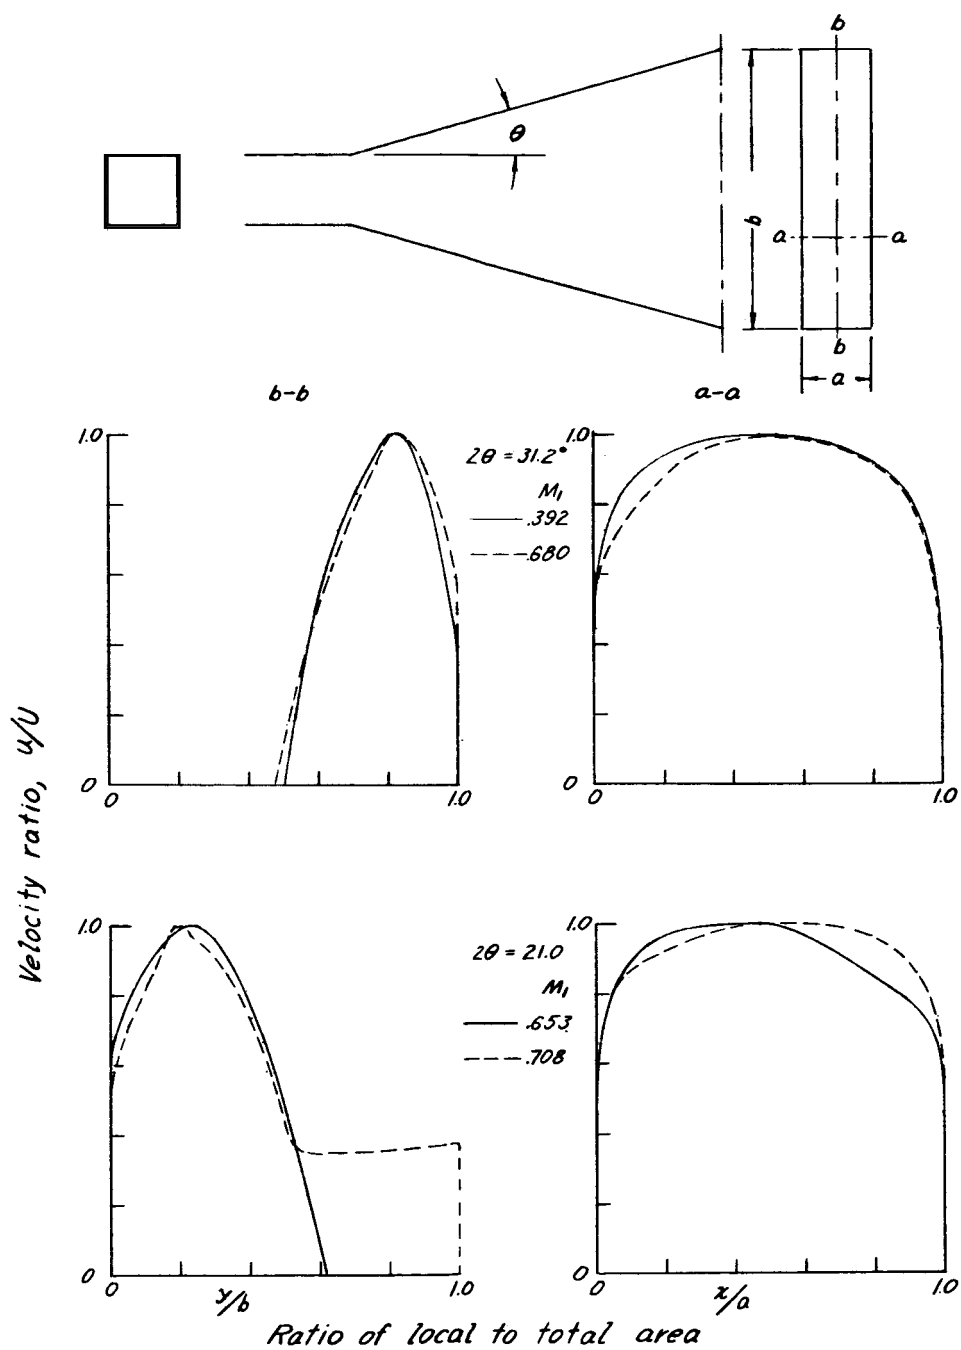 b
θ
b
a a
b
a
b-b a-a
1.0 1.0
2θ = 31.2°
M₁
.392
.680
0 0
0 1.0 0 1.0
Velocity ratio, u/U
1.0 1.0
2θ = 21.0
M₁
.653
.708
0 0
0 y/b 1.0 0 x/a 1.0
Ratio of local to total area